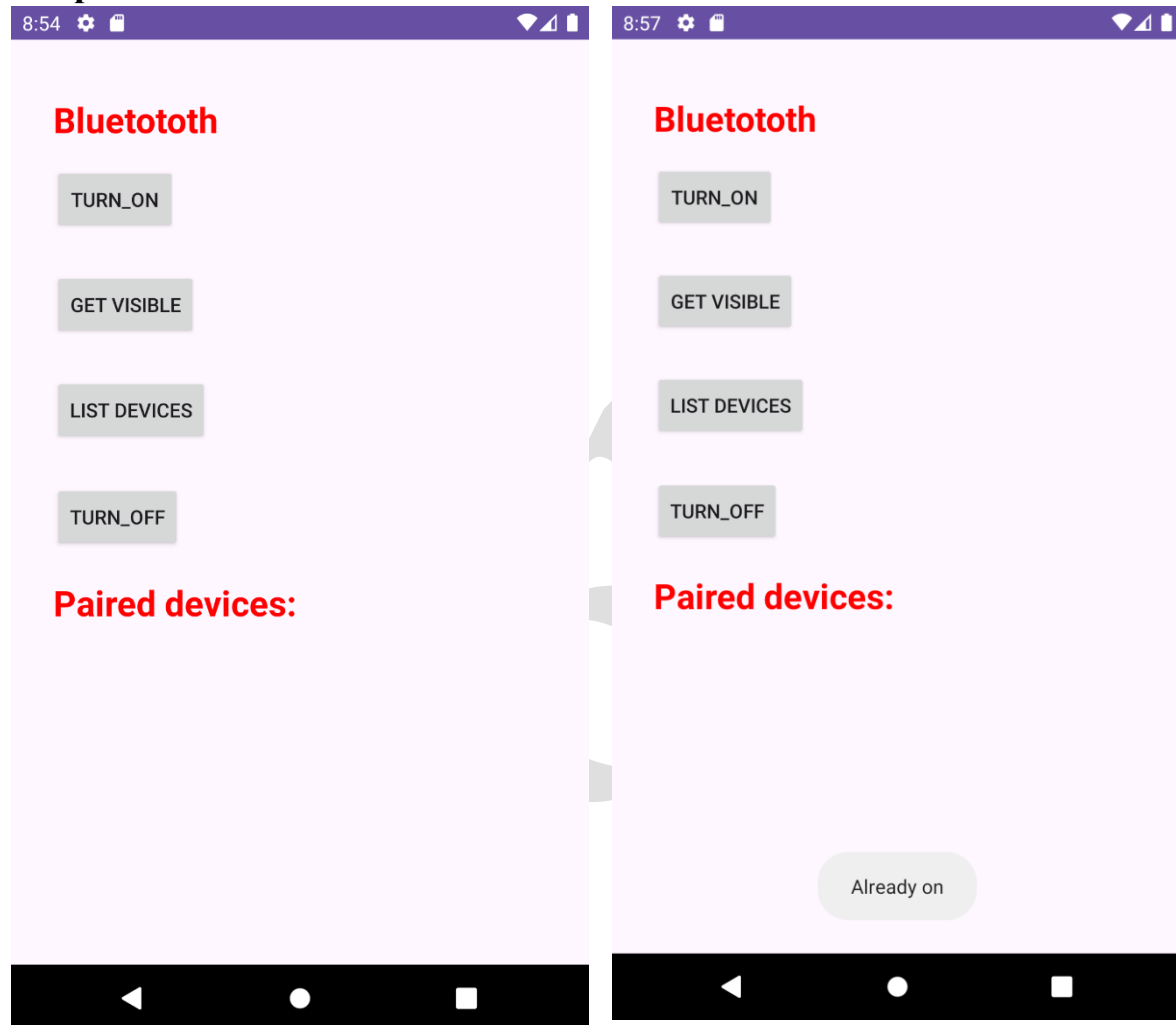 8:54
Bluetototh
TURN_ON
GET VISIBLE
LIST DEVICES
TURN_OFF
Paired devices:
8:57
Bluetototh
TURN_ON
GET VISIBLE
LIST DEVICES
TURN_OFF
Paired devices:
Already on